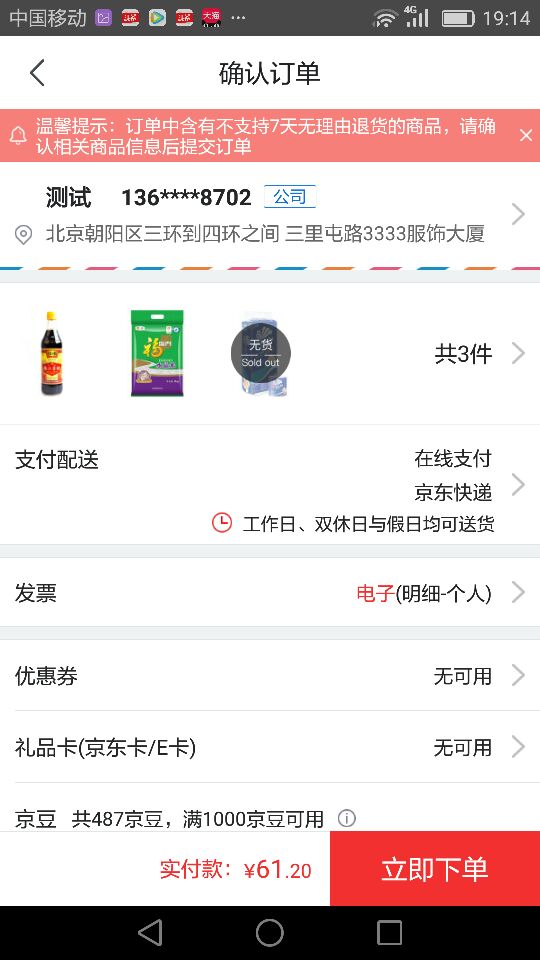 中国移动
4G
19:14
确认订单
温馨提示：订单中含有不支持7天无理由退货的商品，请确
认相关商品信息后提交订单
测试 136****8702 公司
北京朝阳区三环到四环之间 三里屯路3333服饰大厦
福
无货
Sold out
共3件
支付配送
在线支付
京东快递
工作日、双休日与假日均可送货
发票
电子(明细-个人)
优惠券
无可用
礼品卡(京东卡/E卡)
无可用
京豆 共487京豆，满1000京豆可用
实付款：¥61.20
立即下单